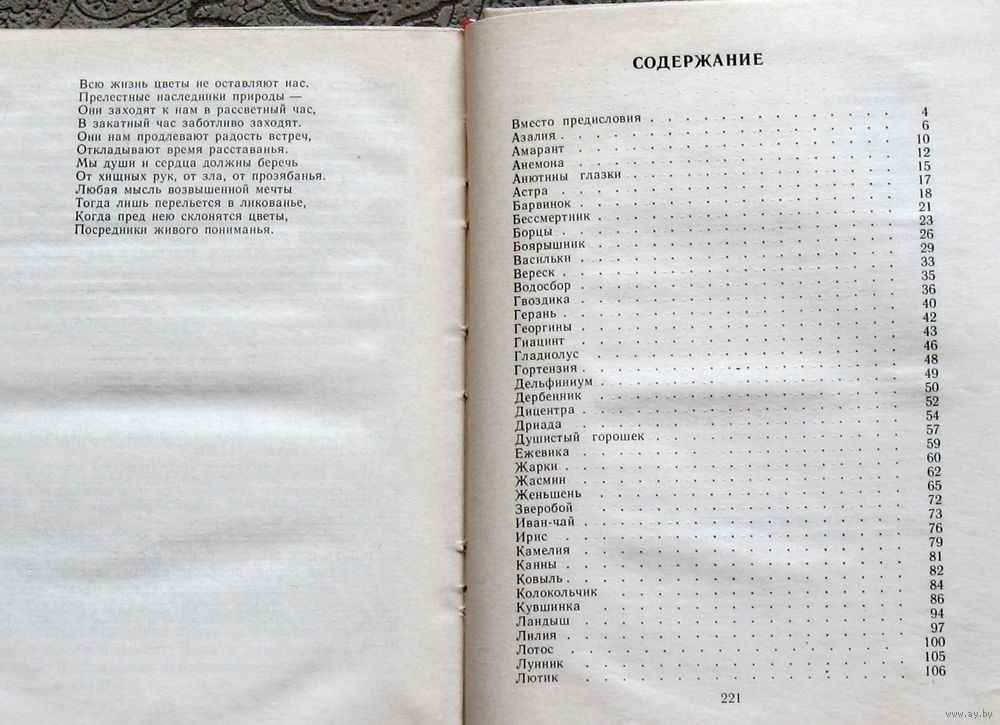 Всю жизнь цветы не оставляют нас,
Прелестные наследники природы —
Они заходят к нам в рассветный час,
В закатный час заботливо заходят.
Они нам продлевают радость встреч,
Откладывают время расставанья.
Мы души и сердца должны беречь
От хищных рук, от зла, от прозябанья.
Любая мысль возвышенной мечты
Тогда лишь перельется в ликованье,
Когда пред нею склонятся цветы,
Посредники живого пониманья.
СОДЕРЖАНИЕ
Вместо предисловия 4
Азалия 6
Амарант 10
Анемона 12
Анютины глазки 15
Астра 17
Барвинок 18
Бессмертник 21
Борцы 23
Боярышник 26
Васильки 29
Вереск 33
Водосбор 35
Гвоздика 36
Герань 40
Георгины 42
Гиацинт 43
Гладиолус 46
Гортензия 48
Дельфиниум 49
Дербенник 50
Дицентра 52
Дриада 54
Душистый горошек 57
Ежевика 59
Жарки 60
Жасмин 62
Женьшень 65
Зверобой 72
Иван-чай 73
Ирис 76
Камелия 79
Канны 81
Ковыль 82
Колокольчик 84
Кувшинка 86
Ландыш 94
Лилия 97
Лотос 100
Лунник 105
Лютик 106
221
www.ay.by